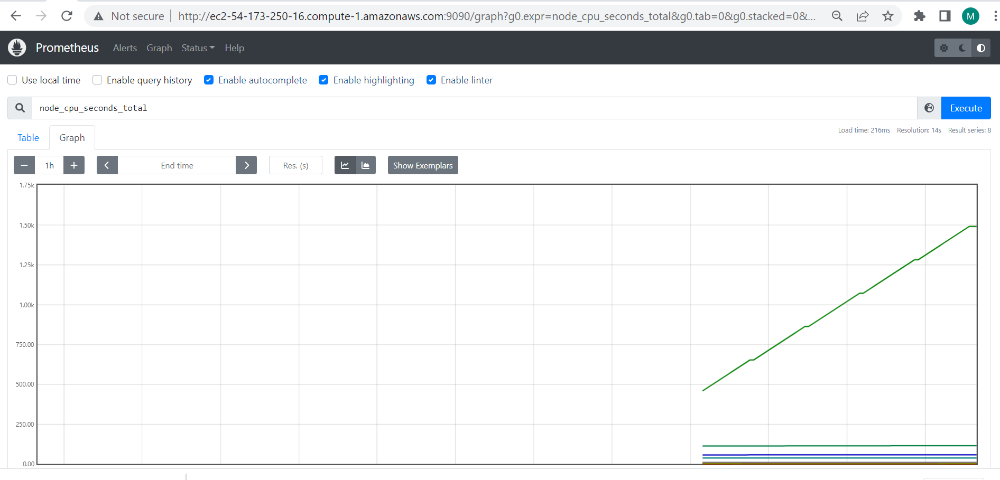 Not secure | http://ec2-54-173-250-16.compute-1.amazonaws.com:9090/graph?g0.expr=node_cpu_seconds_total&g0.tab=0&g0.stacked=0&...
M
Prometheus Alerts Graph Status Help
Use local time Enable query history Enable autocomplete Enable highlighting Enable linter
node_cpu_seconds_total
Execute
Load time: 216ms Resolution: 14s Result series: 8
Table Graph
1h End time Res. (s) Show Exemplars
1.75k
1.50k
1.25k
1.00k
750.00
500.00
250.00
0.00